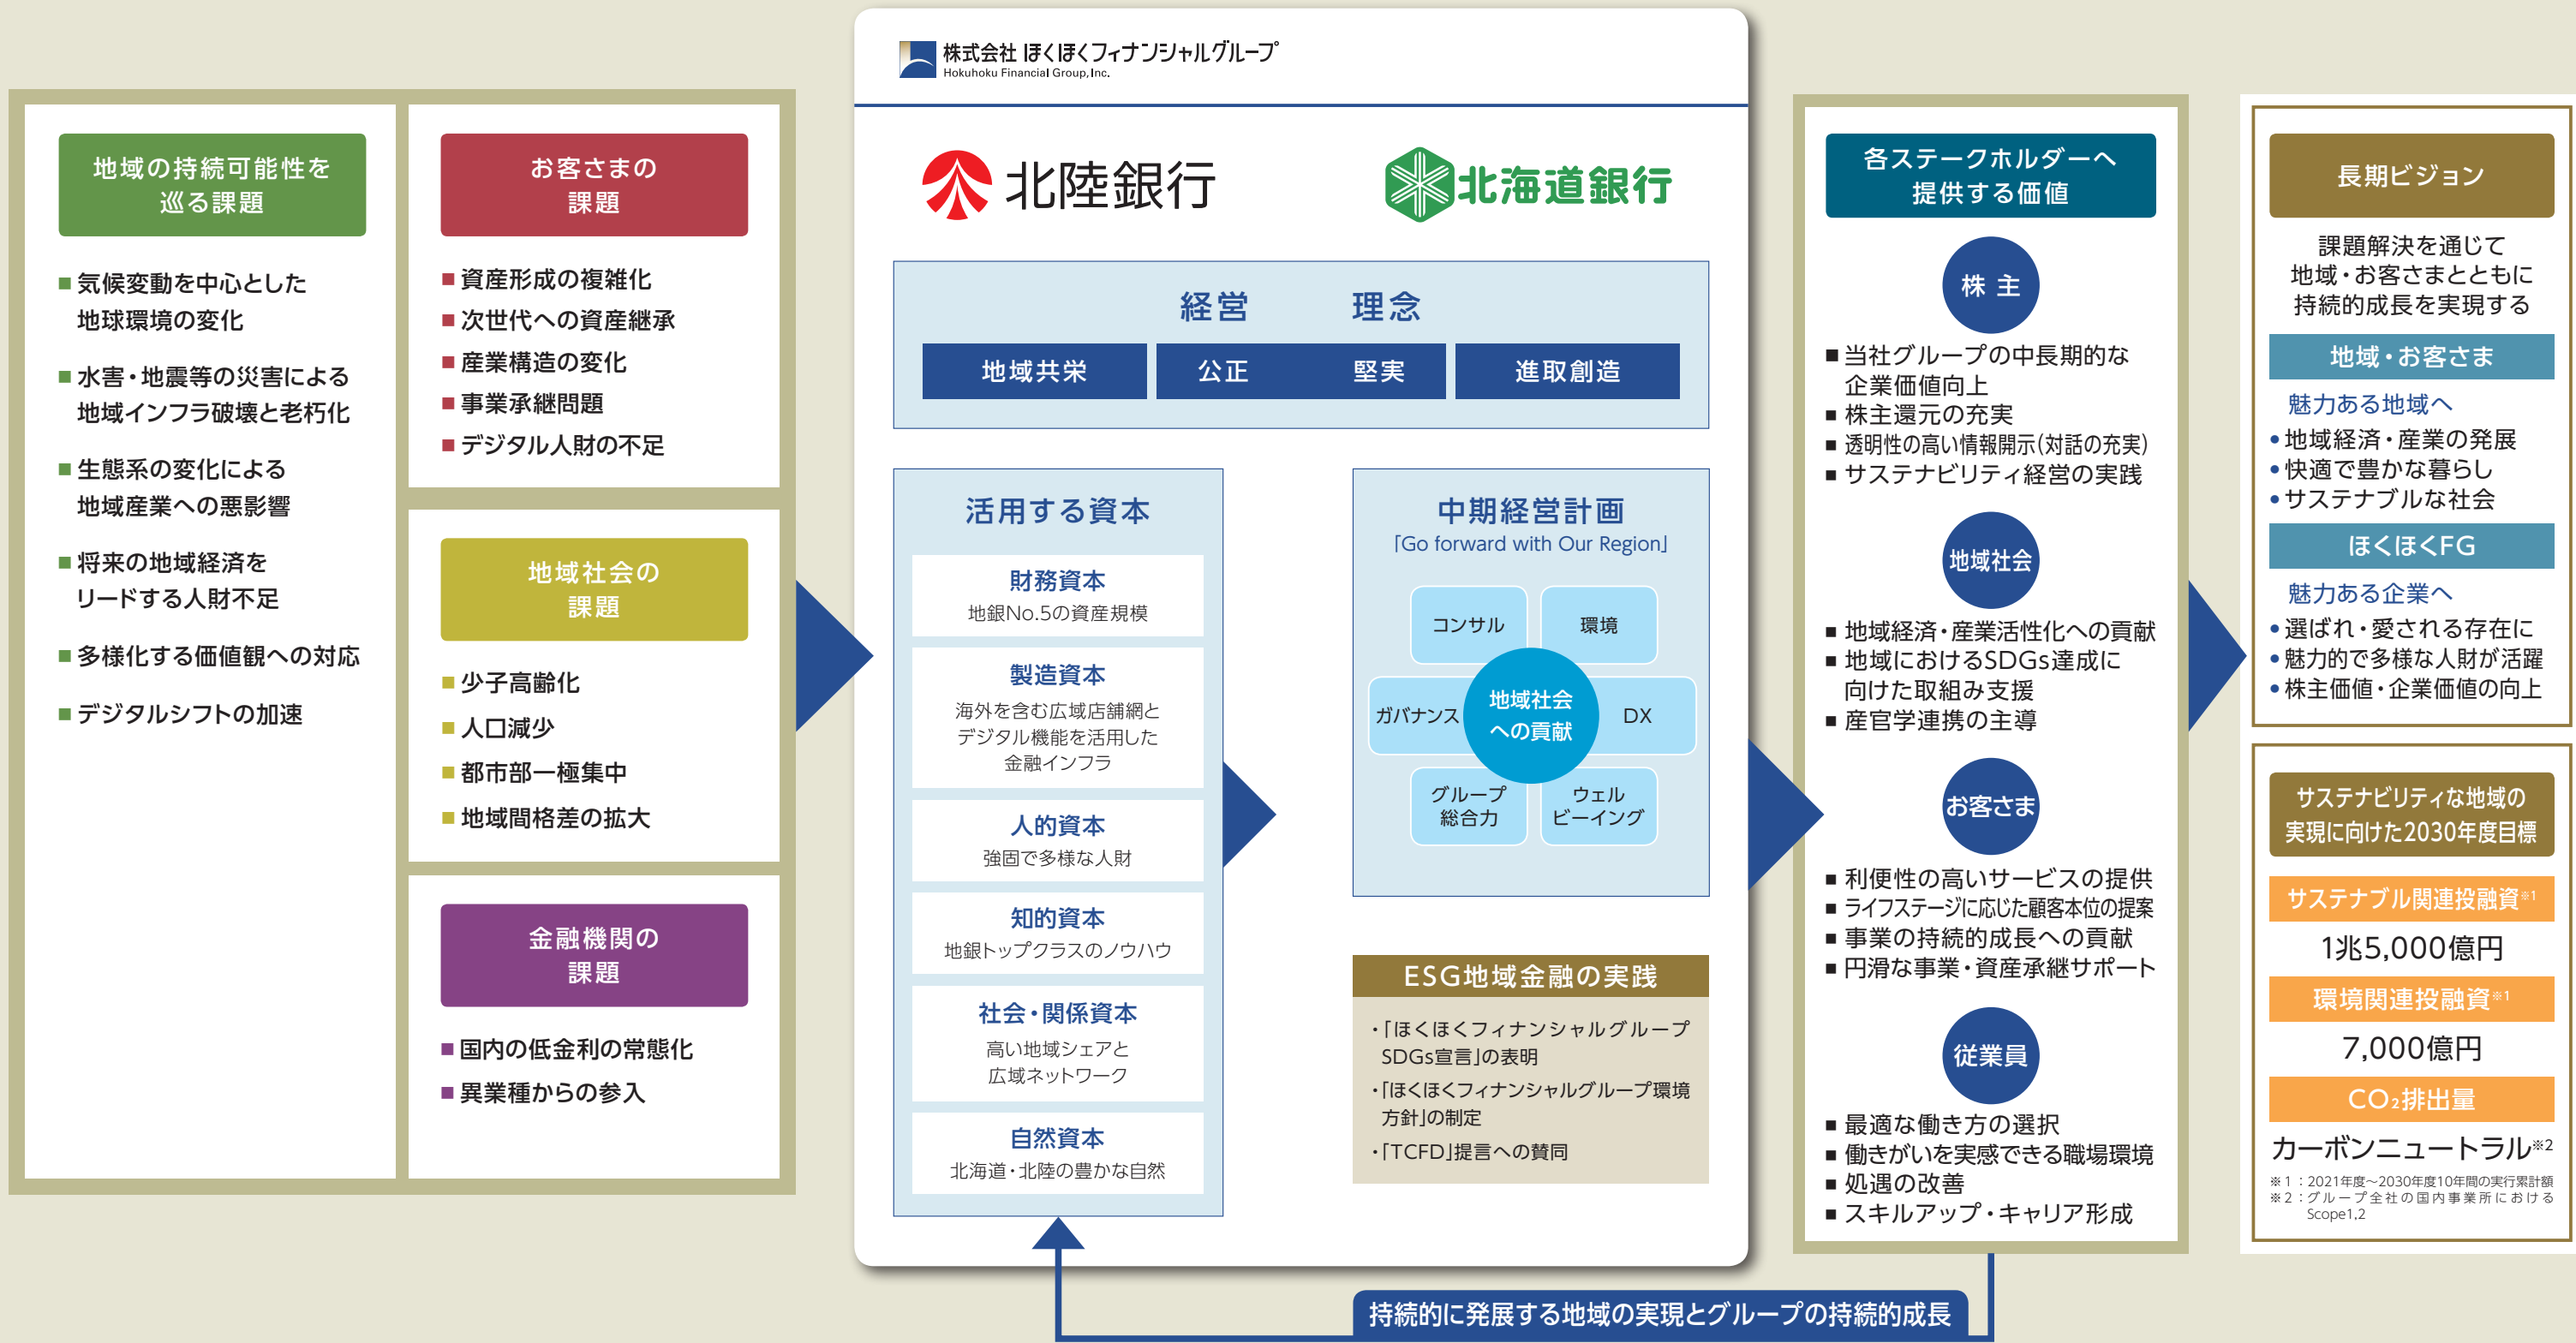 地域の持続可能性を
巡る課題
■気候変動を中心とした
地球環境の変化
■水害・地震等の災害による
地域インフラ破壊と老朽化
■生態系の変化による
地域産業への悪影響
■将来の地域経済を
リードする人財不足
■多様化する価値観への対応
■デジタルシフトの加速
お客さまの
課題
■資産形成の複雑化
■次世代への資産継承
■産業構造の変化
■事業承継問題
■デジタル人財の不足
地域社会の
課題
■少子高齢化
■人口減少
■都市部一極集中
■地域間格差の拡大
金融機関の
課題
■国内の低金利の常態化
■異業種からの参入
株式会社 ほくほくフィナンシャルグループ
Hokuhoku Financial Group, Inc.
北陸銀行
北海道銀行
経営 理念
地域共栄 公正 堅実 進取創造
活用する資本
財務資本
地銀No.5の資産規模
製造資本
海外を含む広域店舗網と
デジタル機能を活用した
金融インフラ
人的資本
強固で多様な人財
知的資本
地銀トップクラスのノウハウ
社会・関係資本
高い地域シェアと
広域ネットワーク
自然資本
北海道・北陸の豊かな自然
中期経営計画
「Go forward with Our Region」
コンサル
環境
ガバナンス
地域社会
への貢献
DX
グループ
総合力
ウェル
ビーイング
ESG地域金融の実践
・「ほくほくフィナンシャルグループ
SDGs宣言」の表明
・「ほくほくフィナンシャルグループ環境
方針」の制定
・「TCFD」提言への賛同
各ステークホルダーへ
提供する価値
株 主
■当社グループの中長期的な
企業価値向上
■株主還元の充実
■透明性の高い情報開示(対話の充実)
■サステナビリティ経営の実践
地域社会
■地域経済・産業活性化への貢献
■地域におけるSDGs達成に
向けた取組み支援
■産官学連携の主導
お客さま
■利便性の高いサービスの提供
■ライフステージに応じた顧客本位の提案
■事業の持続的成長への貢献
■円滑な事業・資産承継サポート
従業員
■最適な働き方の選択
■働きがいを実感できる職場環境
■処遇の改善
■スキルアップ・キャリア形成
長期ビジョン
課題解決を通じて
地域・お客さまとともに
持続的成長を実現する
地域・お客さま
魅力ある地域へ
●地域経済・産業の発展
●快適で豊かな暮らし
●サステナブルな社会
ほくほくFG
魅力ある企業へ
●選ばれ・愛される存在に
●魅力的で多様な人財が活躍
●株主価値・企業価値の向上
サステナビリティな地域の
実現に向けた2030年度目標
サステナブル関連投融資※1
1兆5,000億円
環境関連投融資※1
7,000億円
CO₂排出量
カーボンニュートラル※2
※1：2021年度～2030年度10年間の実行累計額
※2：グループ全社の国内事業所における
Scope1,2
持続的に発展する地域の実現とグループの持続的成長